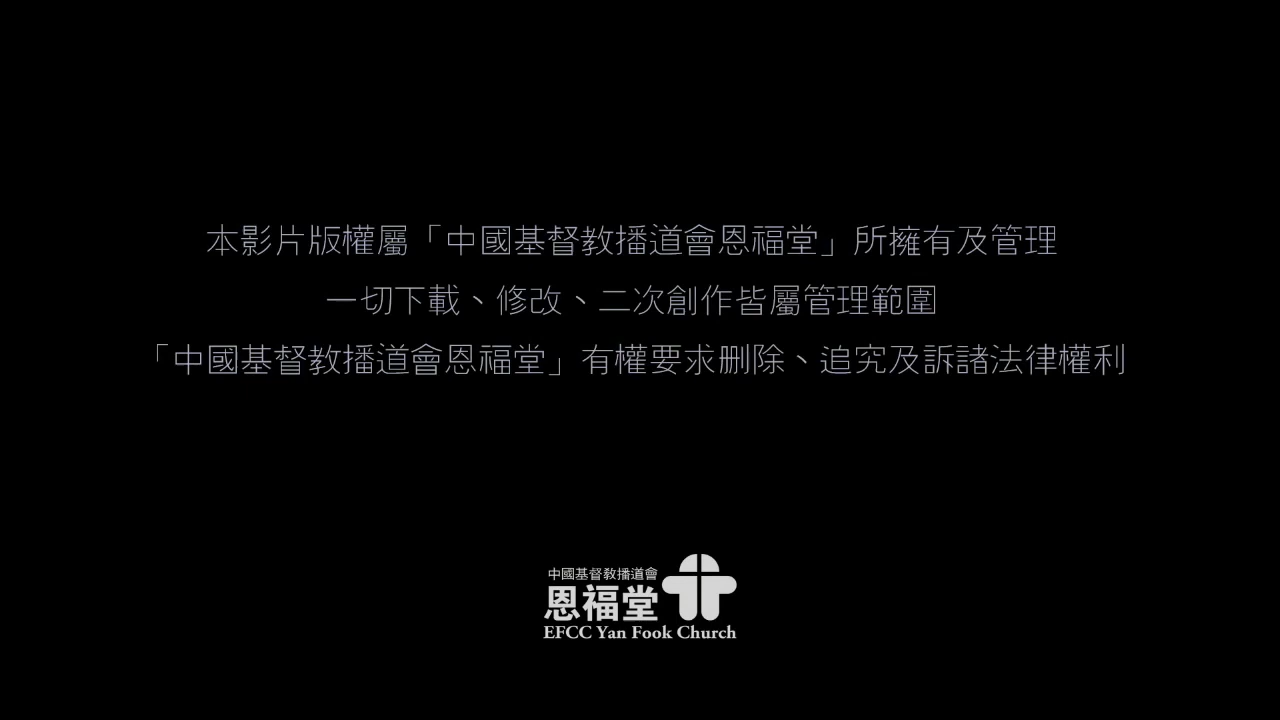 本影片版權屬「中國基督教播道會恩福堂」所擁有及管理
一切下載、修改、二次創作皆屬管理範圍
「中國基督教播道會恩福堂」有權要求刪除、追究及訴諸法律權利
中國基督教播道會
恩福堂
EFCC Yan Fook Church